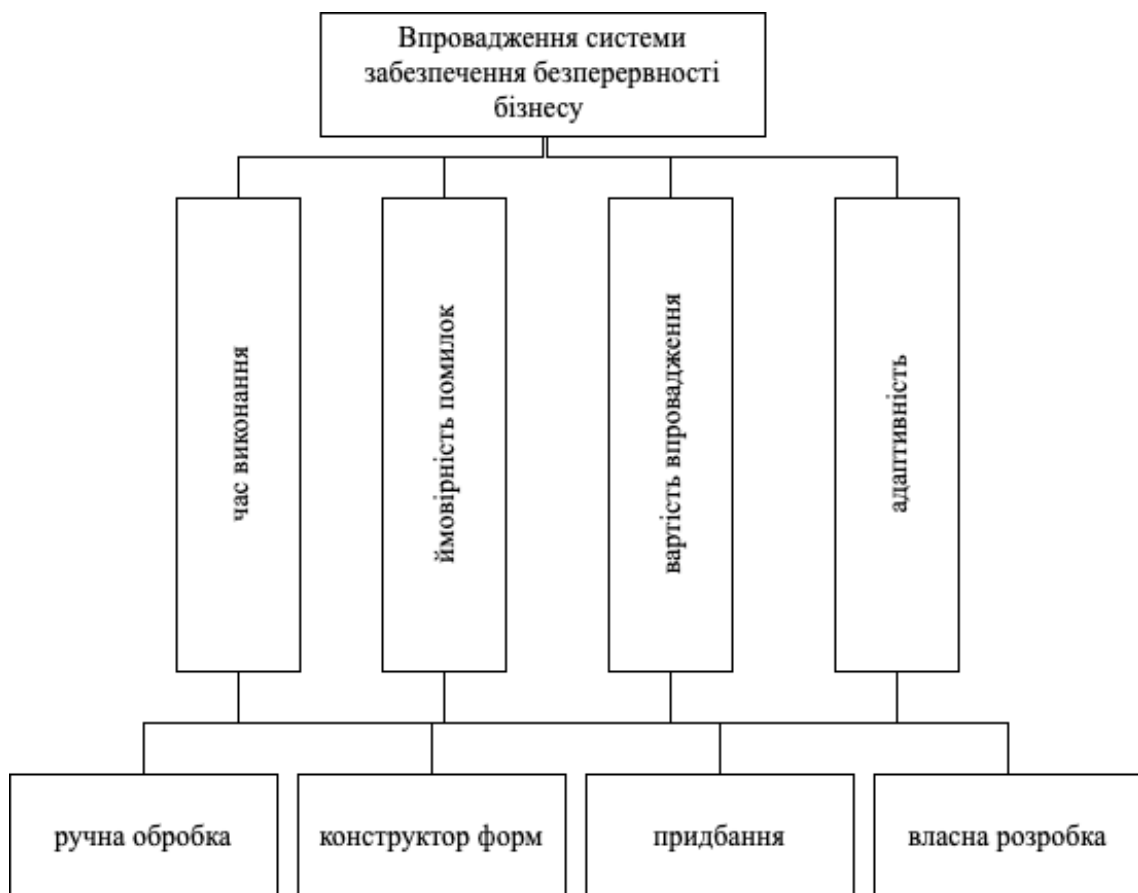 Впровадження системи
забезпечення безперервності
бізнесу
час виконання
ймовірність помилок
вартість впровадження
адаптивність
ручна обробка
конструктор форм
придбання
власна розробка